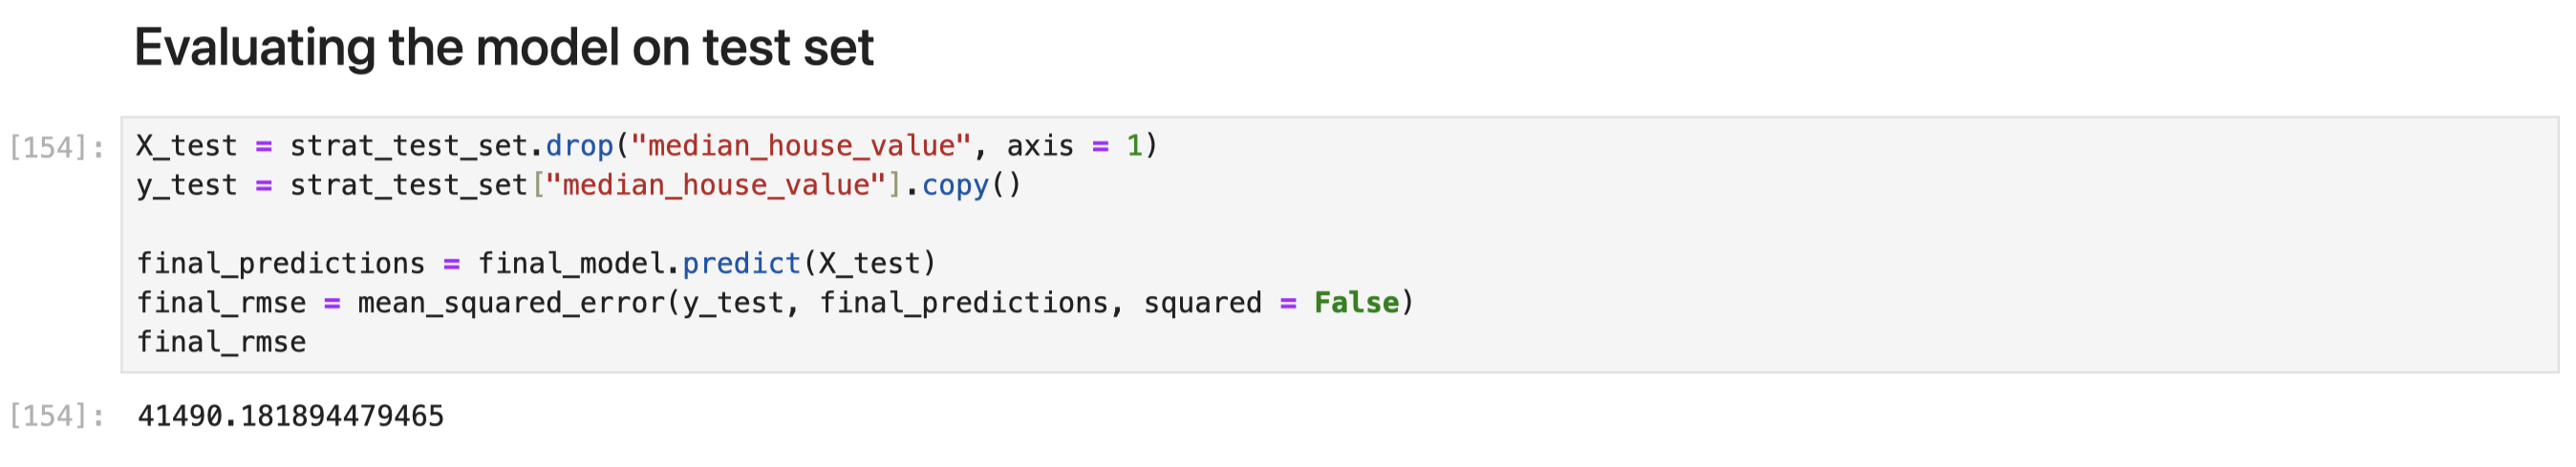 Evaluating the model on test set
[154]: X_test = strat_test_set.drop("median_house_value", axis = 1)
y_test = strat_test_set["median_house_value"].copy()
final_predictions = final_model.predict(X_test)
final_rmse = mean_squared_error(y_test, final_predictions, squared = False)
final_rmse
[154]: 41490.181894479465